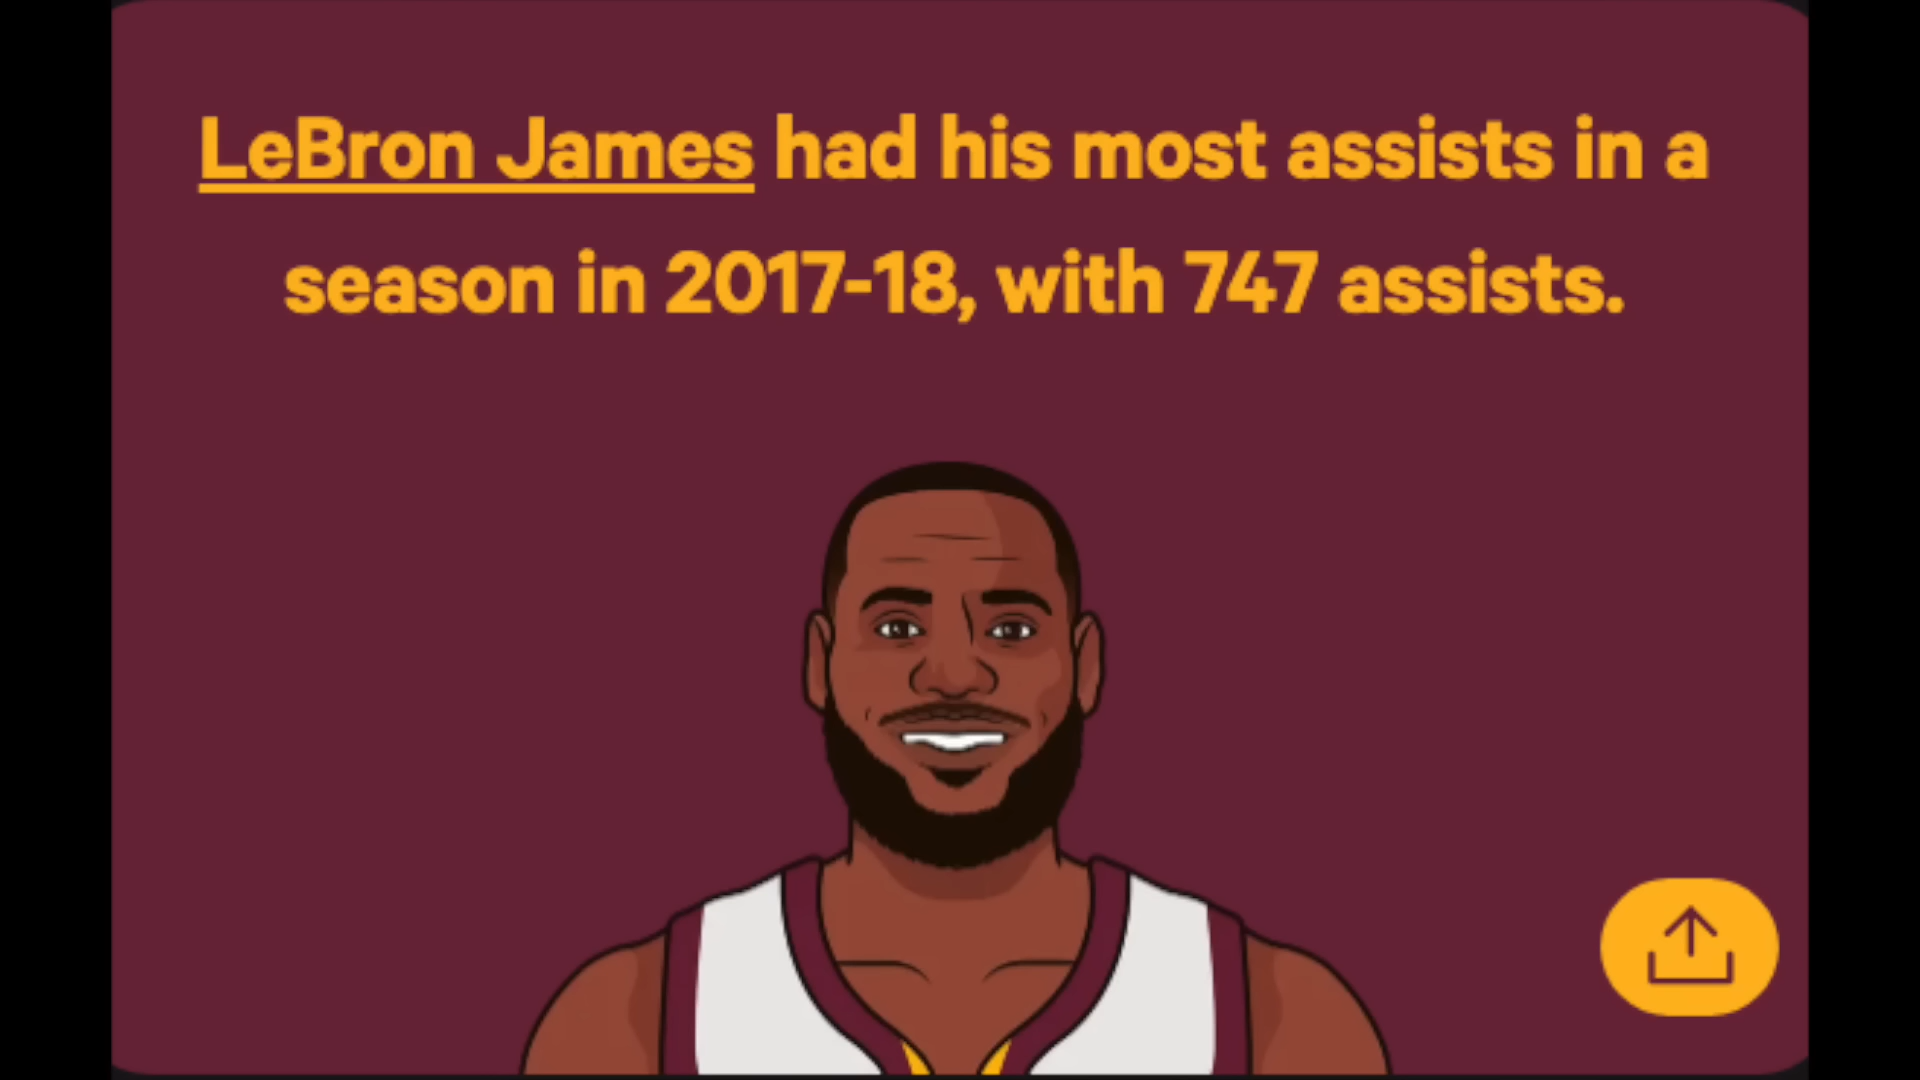 LeBron James had his most assists in a
season in 2017-18, with 747 assists.